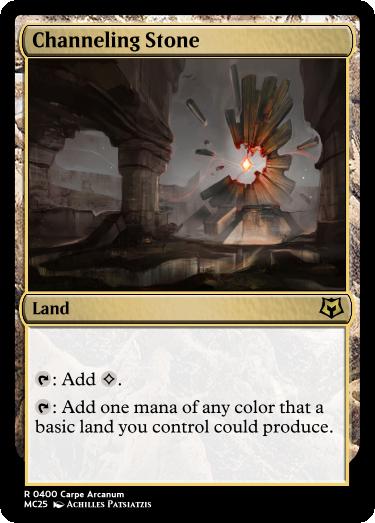 Channeling Stone
Land
: Add .
: Add one mana of any color that a
basic land you control could produce.
R 0400 Carpe Arcanum
MC25 Achilles Patsiatzis